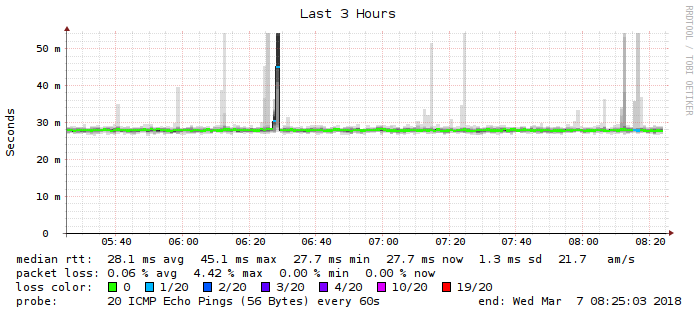 Last 3 Hours
RRDTOOL / TOBI OETIKER
Seconds
50 m
40 m
30 m
20 m
10 m
0
05:40 06:00 06:20 06:40 07:00 07:20 07:40 08:00 08:20
median rtt: 28.1 ms avg 45.1 ms max 27.7 ms min 27.7 ms now 1.3 ms sd 21.7 am/s
packet loss: 0.06 % avg 4.42 % max 0.00 % min 0.00 % now
loss color: 0 1/20 2/20 3/20 4/20 10/20 19/20
probe: 20 ICMP Echo Pings (56 Bytes) every 60s end: Wed Mar 7 08:25:03 2018